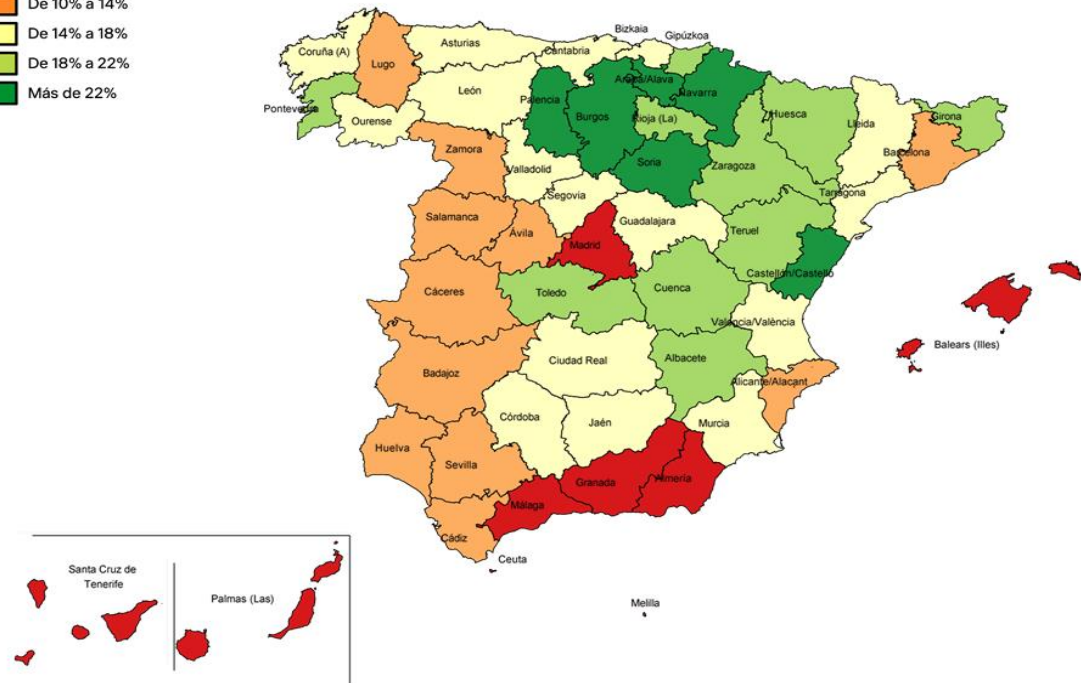 De 10% a 14%
De 14% a 18%
De 18% a 22%
Más de 22%
Bizkaia
Gipúzkoa
Coruña (A)
Asturias
Cantabria
Lugo
Araba/Alava
Navarra
León
Palencia
Pontevedra
Ourense
Burgos
Rioja (La)
Huesca
Lleida
Girona
Zamora
Barcelona
Valladolid
Soria
Zaragoza
Segovia
Tarragona
Salamanca
Guadalajara
Ávila
Teruel
Madrid
Castellón/Castelló
Cáceres
Toledo
Cuenca
Valencia/València
Balears (Illes)
Ciudad Real
Albacete
Badajoz
Alicante/Alacant
Córdoba
Jaén
Murcia
Huelva
Sevilla
Granada
Almería
Málaga
Cádiz
Ceuta
Santa Cruz de
Tenerife
Palmas (Las)
Melilla